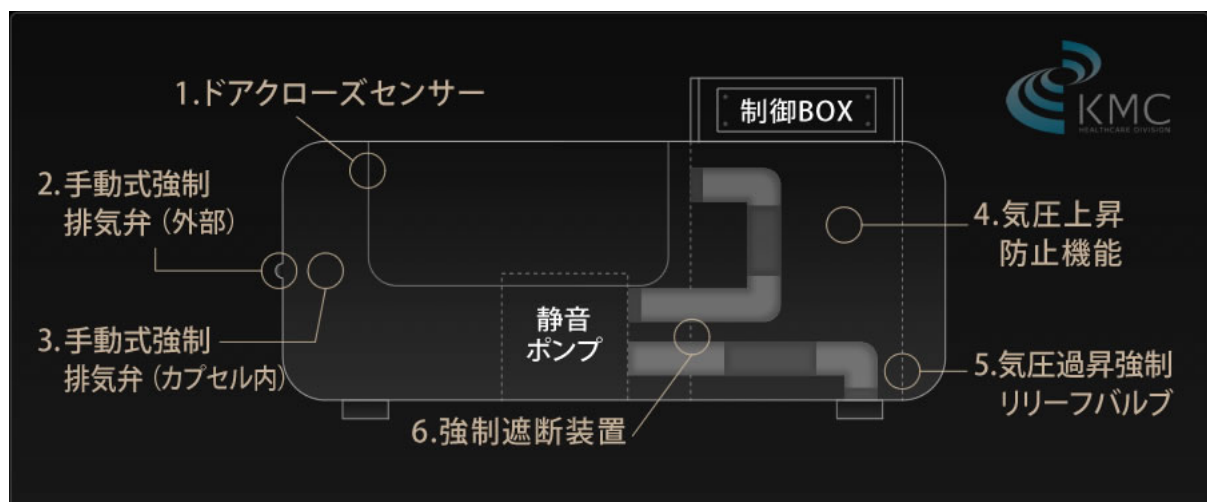 1.ドアクローズセンサー
制御BOX
KMC
HEALTHCARE DIVISION
2.手動式強制
排気弁（外部）
4.気圧上昇
防止機能
静音
ポンプ
3.手動式強制
排気弁（カプセル内）
5.気圧過昇強制
リリーフバルブ
6.強制遮断装置